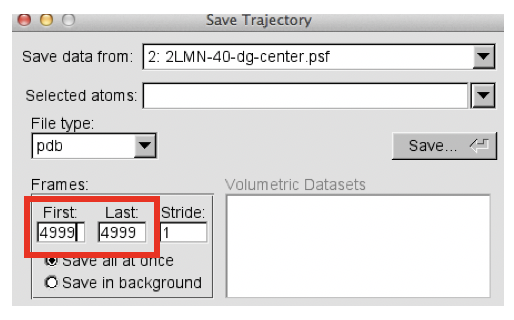 Save Trajectory
Save data from: 2: 2LMN-40-dg-center.psf
Selected atoms:
File type:
pdb
Save...
Frames: Volumetric Datasets
First: Last: Stride:
4999 4999 1
Save all at once
Save in background